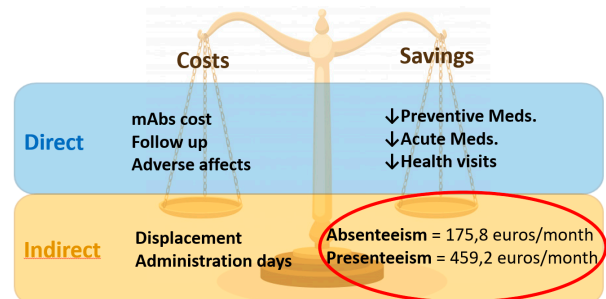 Costs
Savings
Direct
mAbs cost
Follow up
Adverse affects
↓Preventive Meds.
↓Acute Meds.
↓Health visits
Indirect
Displacement
Administration days
Absenteeism = 175,8 euros/month
Presenteeism = 459,2 euros/month